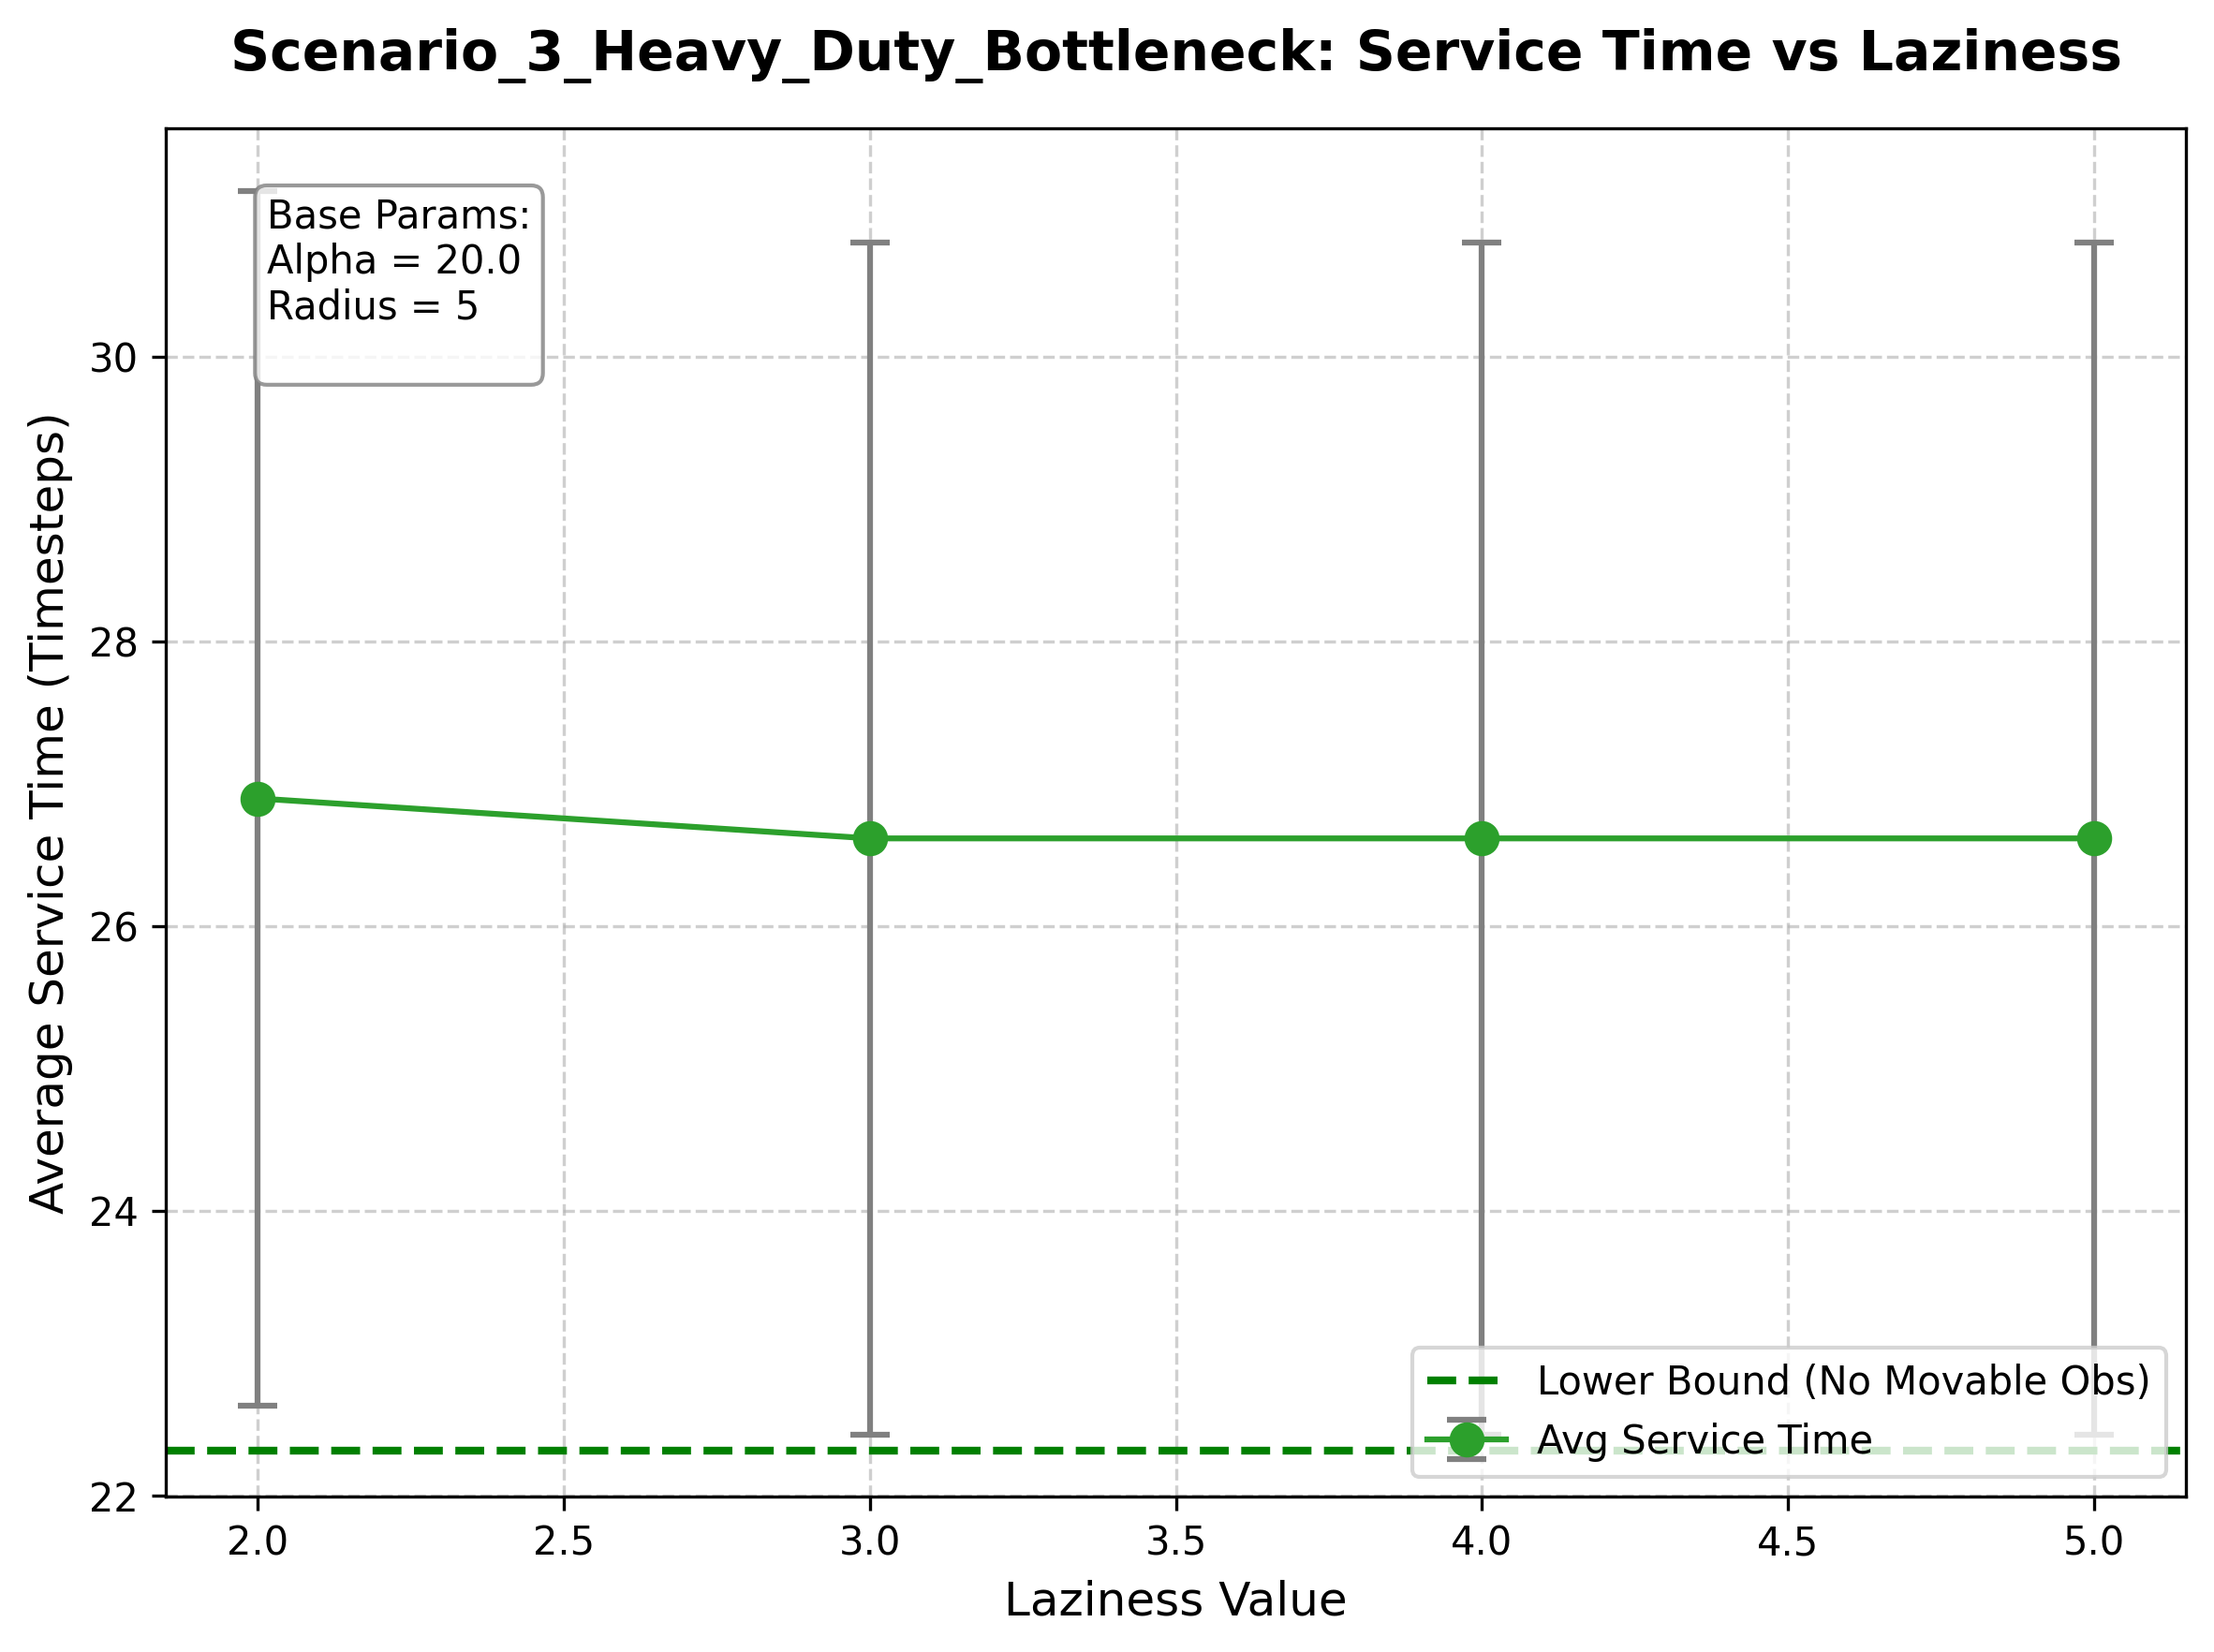 Scenario_3_Heavy_Duty_Bottleneck: Service Time vs Laziness
Base Params:
Alpha = 20.0
Radius = 5
Average Service Time (Timesteps)
30
28
26
24
22
Lower Bound (No Movable Obs)
Avg Service Time
2.0 2.5 3.0 3.5 4.0 4.5 5.0
Laziness Value